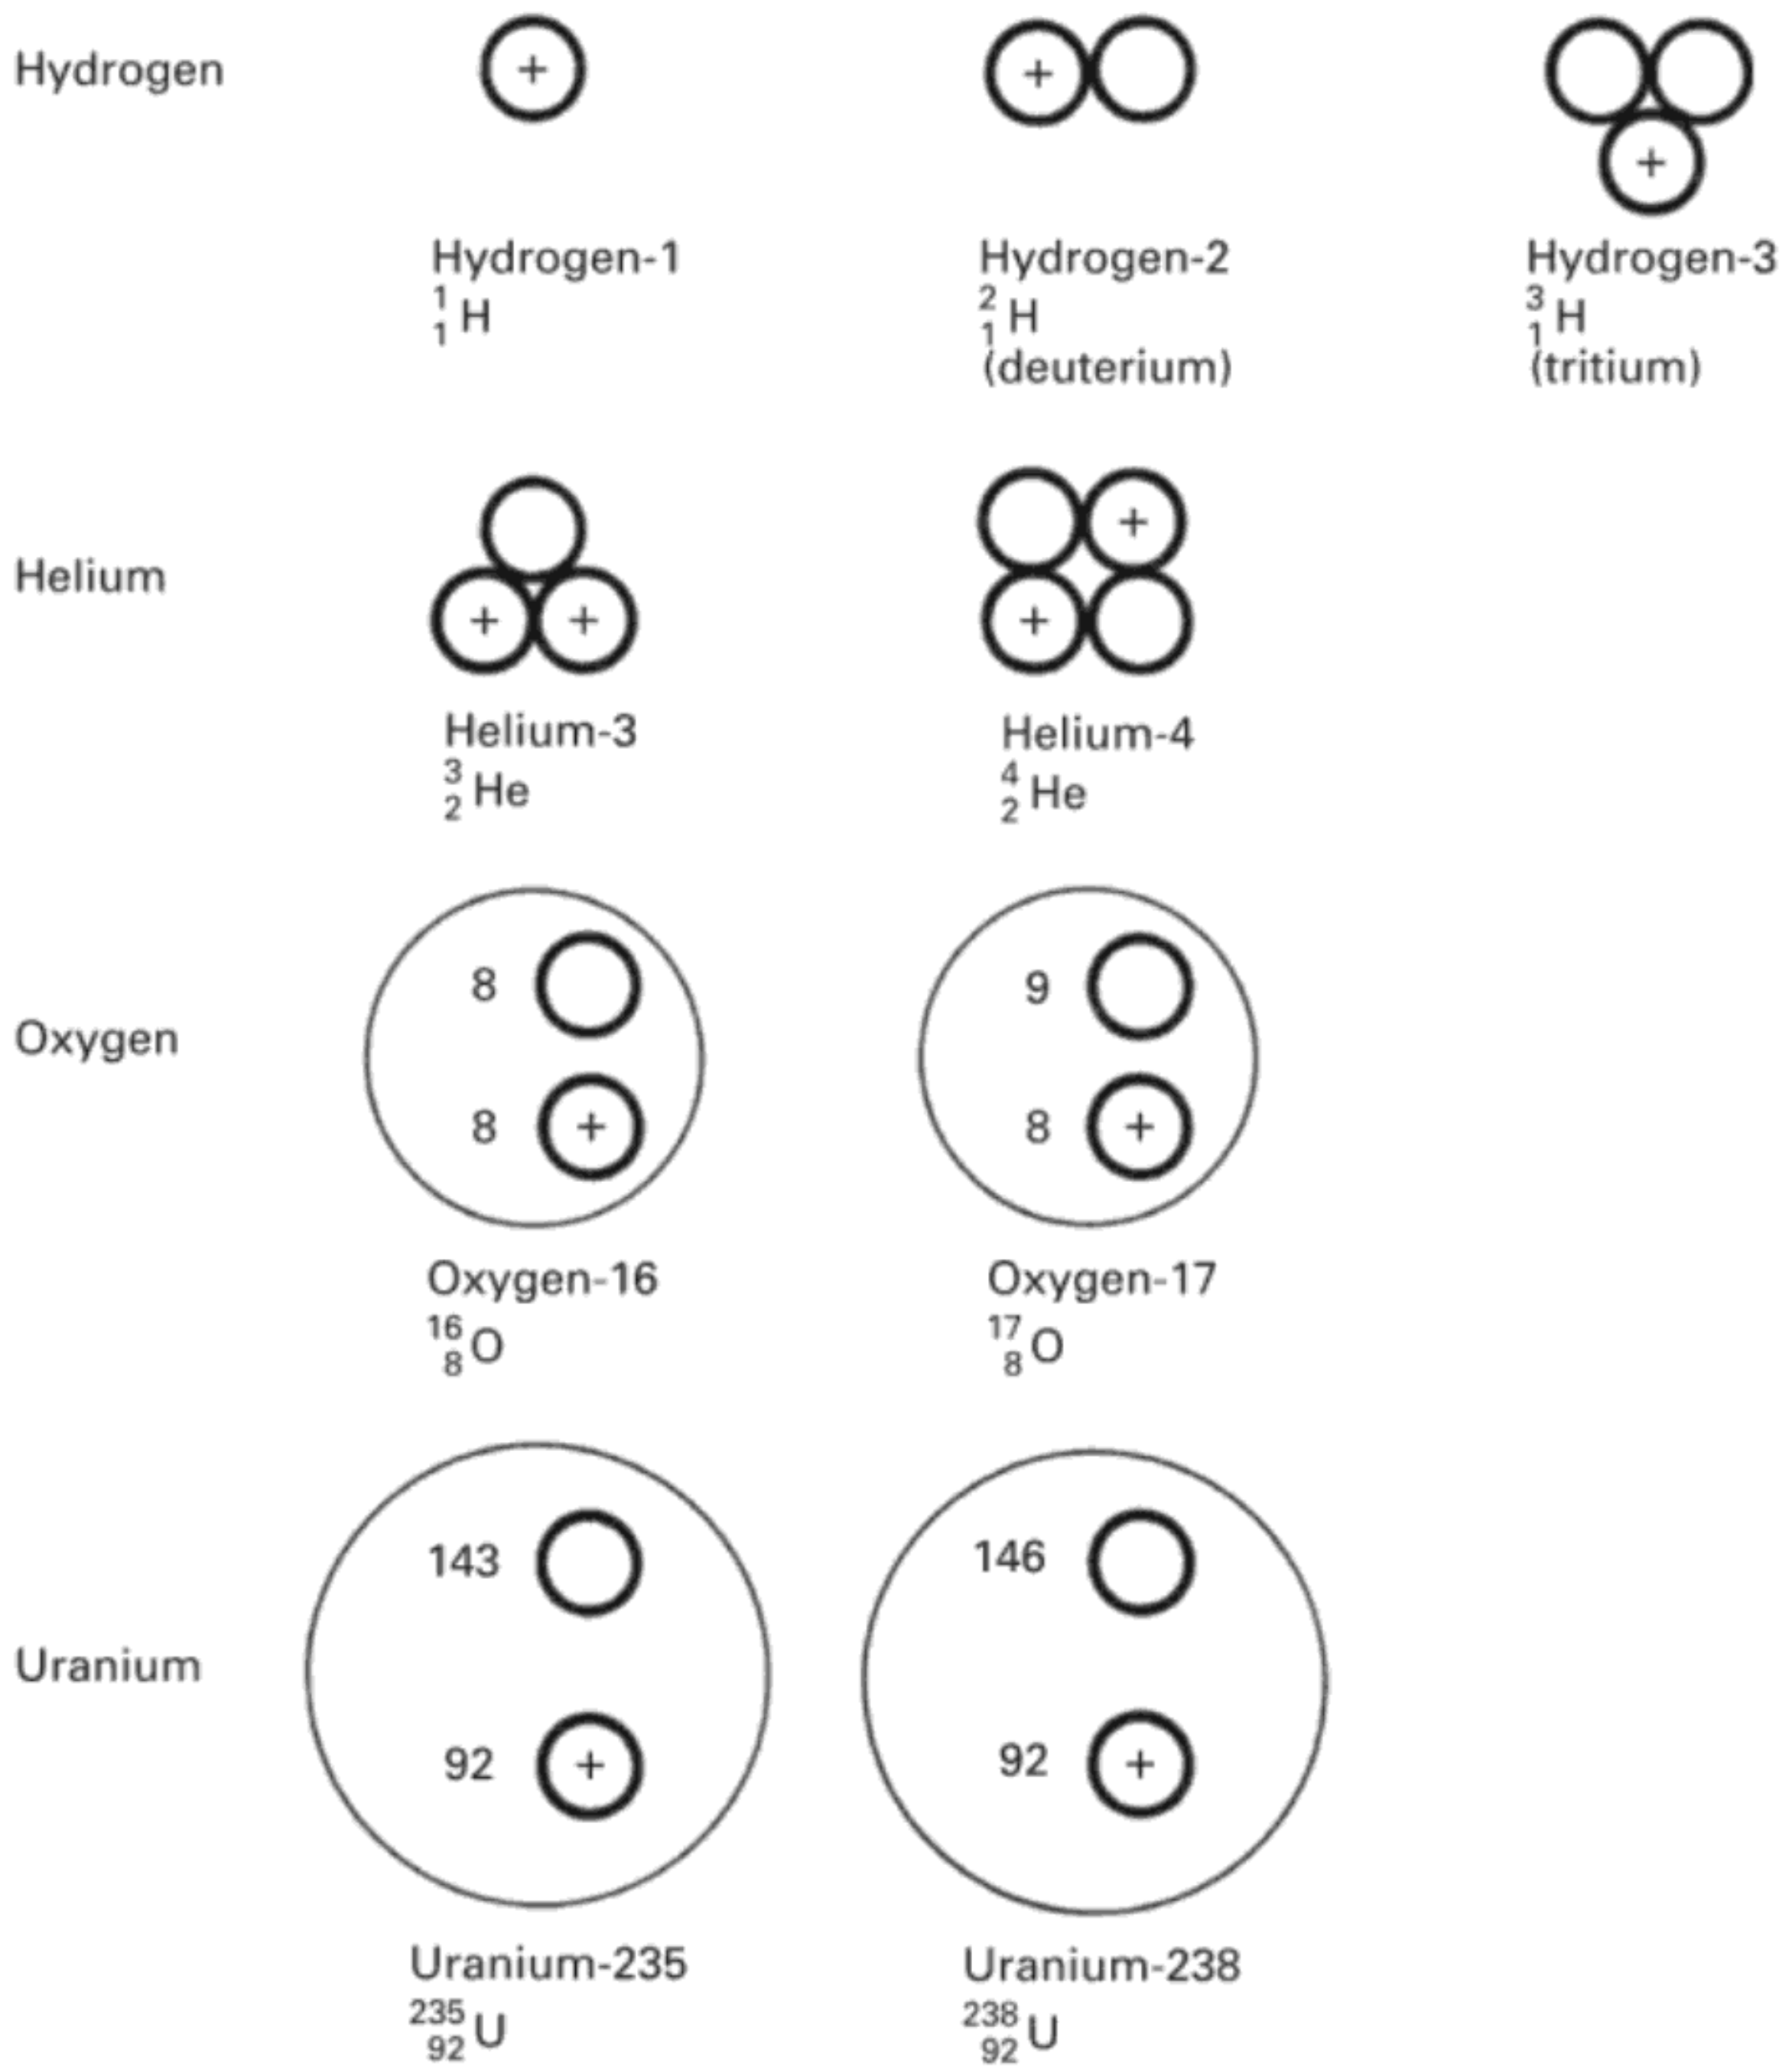 Hydrogen
+
+
+
Hydrogen-1
Hydrogen-2
Hydrogen-3
1
1 H
2
1 H
3
1 H
(deuterium)
(tritium)
Helium
+ +
+
+
Helium-3
Helium-4
3
2 He
4
2 He
Oxygen
8
8 +
9
8 +
Oxygen-16
Oxygen-17
16
8 O
17
8 O
Uranium
143
92 +
146
92 +
Uranium-235
Uranium-238
235
92 U
238
92 U